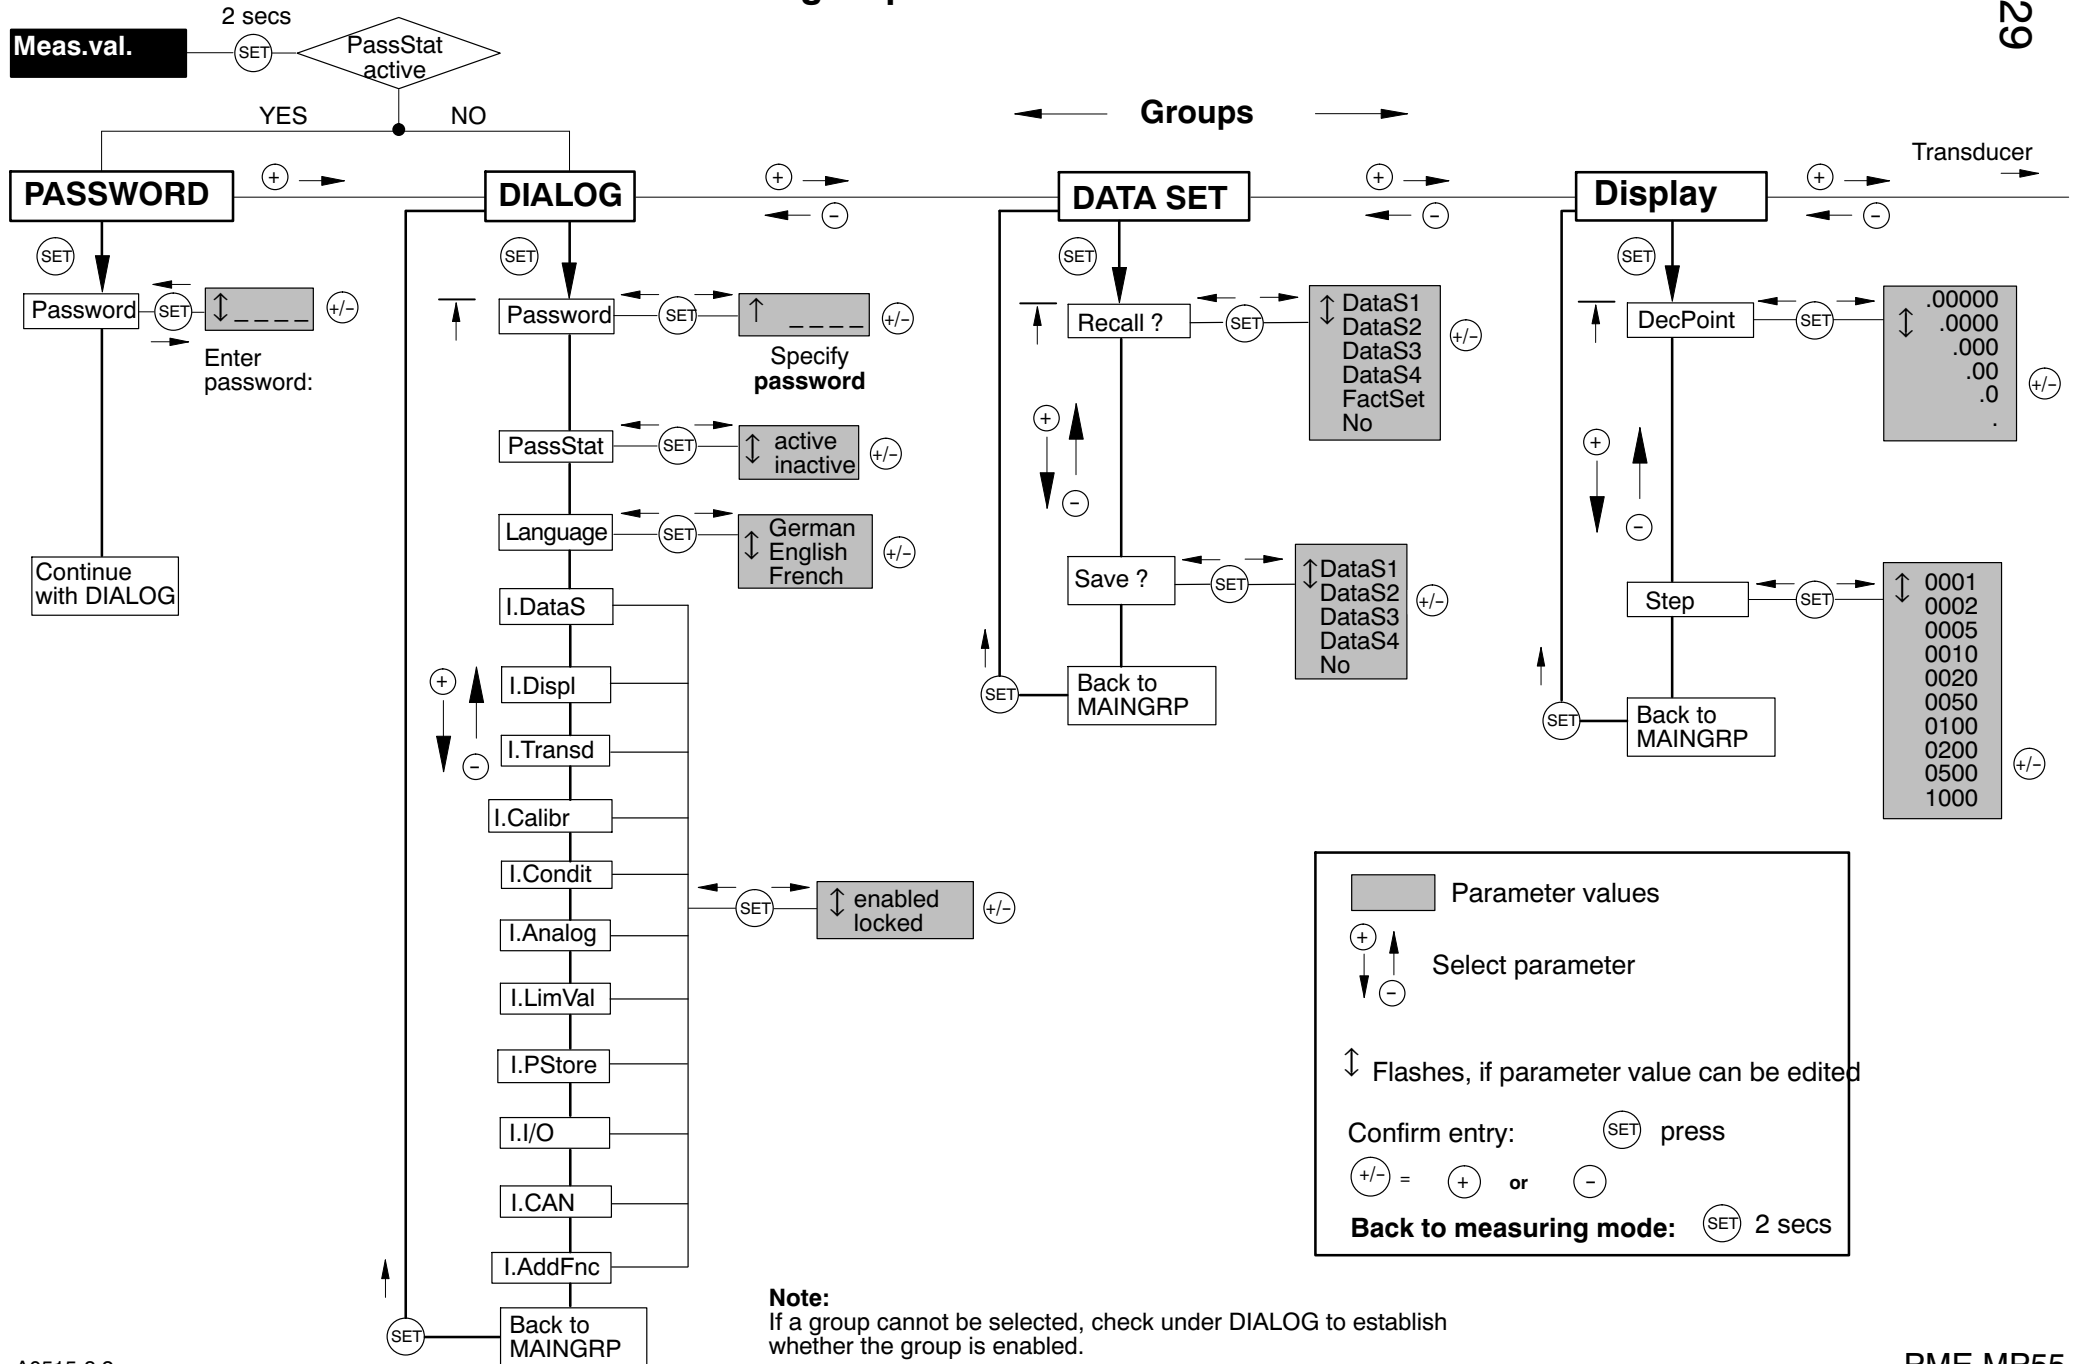 2 secs
Meas.val.
SET
PassStat
active
YES
NO
29
Groups
Transducer
PASSWORD
+
DIALOG
+
−
DATA SET
+
−
Display
+
−
SET
Password
SET
_ _ _ _
+/−
Enter
password:
Continue
with DIALOG
SET
Password
SET
_ _ _ _
+/−
Specify
password
PassStat
SET
active
inactive
+/−
Language
SET
German
English
French
+/−
I.DataS
I.Displ
+
−
I.Transd
I.Calibr
I.Condit
SET
enabled
locked
+/−
I.Analog
I.LimVal
I.PStore
I.I/O
I.CAN
I.AddFnc
SET
Back to
MAINGRP
SET
Recall ?
SET
DataS1
DataS2
DataS3
DataS4
FactSet
No
+/−
+
−
Save ?
SET
DataS1
DataS2
DataS3
DataS4
No
+/−
SET
Back to
MAINGRP
SET
DecPoint
SET
.00000
.0000
.000
.00
.0
.
+/−
+
−
Step
SET
0001
0002
0005
0010
0020
0050
0100
0200
0500
1000
+/−
SET
Back to
MAINGRP
Parameter values
+
−
Select parameter
Flashes, if parameter value can be edited
Confirm entry: SET press
+/− = + or −
Back to measuring mode: SET 2 secs
Note:
If a group cannot be selected, check under DIALOG to establish
whether the group is enabled.
PME-MP55